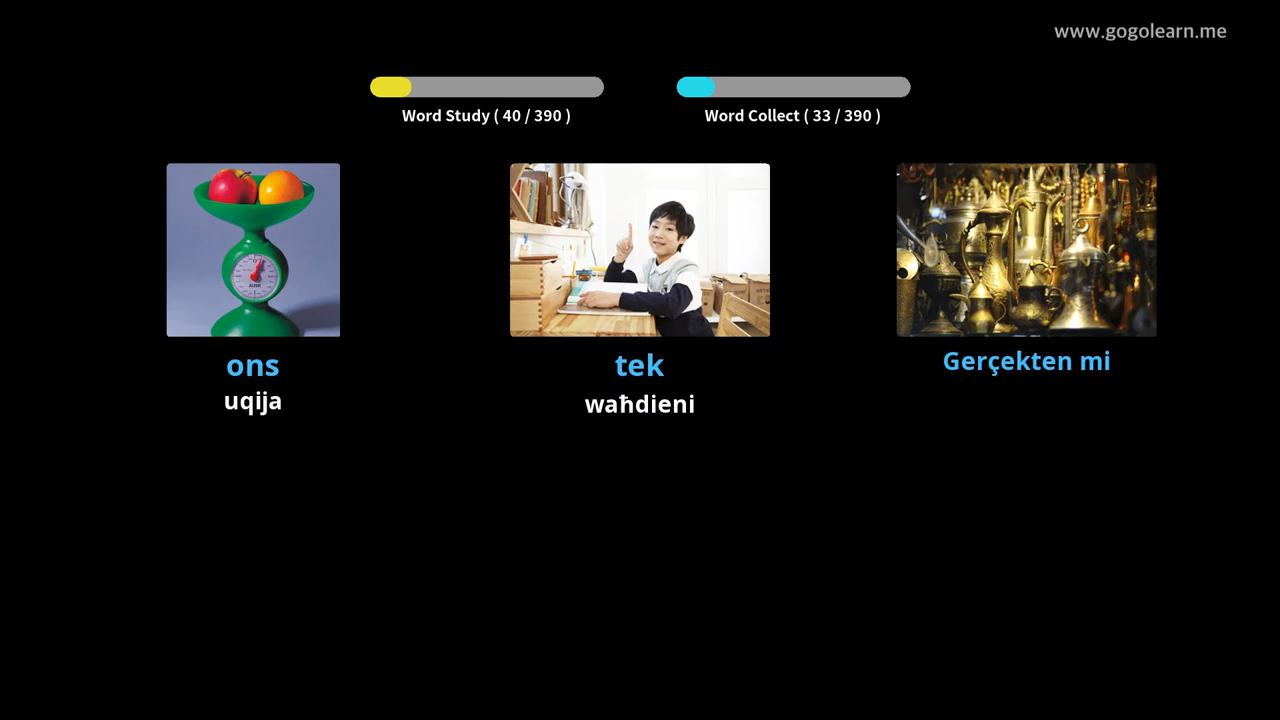 www.gogolearn.me
Word Study ( 40 / 390 )
Word Collect ( 33 / 390 )
ons
uqija
tek
waħdieni
Gerçekten mi